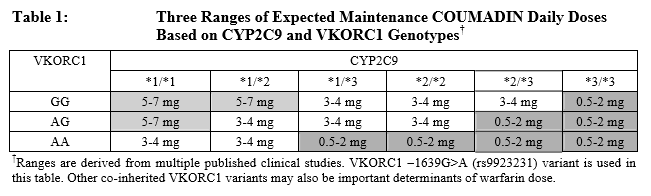 Table 1: Three Ranges of Expected Maintenance COUMADIN Daily Doses
Based on CYP2C9 and VKORC1 Genotypes†
VKORC1 CYP2C9
*1/*1 *1/*2 *1/*3 *2/*2 *2/*3 *3/*3
GG 5-7 mg 5-7 mg 3-4 mg 3-4 mg 3-4 mg 0.5-2 mg
AG 5-7 mg 3-4 mg 3-4 mg 3-4 mg 0.5-2 mg 0.5-2 mg
AA 3-4 mg 3-4 mg 0.5-2 mg 0.5-2 mg 0.5-2 mg 0.5-2 mg
†Ranges are derived from multiple published clinical studies. VKORC1 –1639G>A (rs9923231) variant is used in
this table. Other co-inherited VKORC1 variants may also be important determinants of warfarin dose.